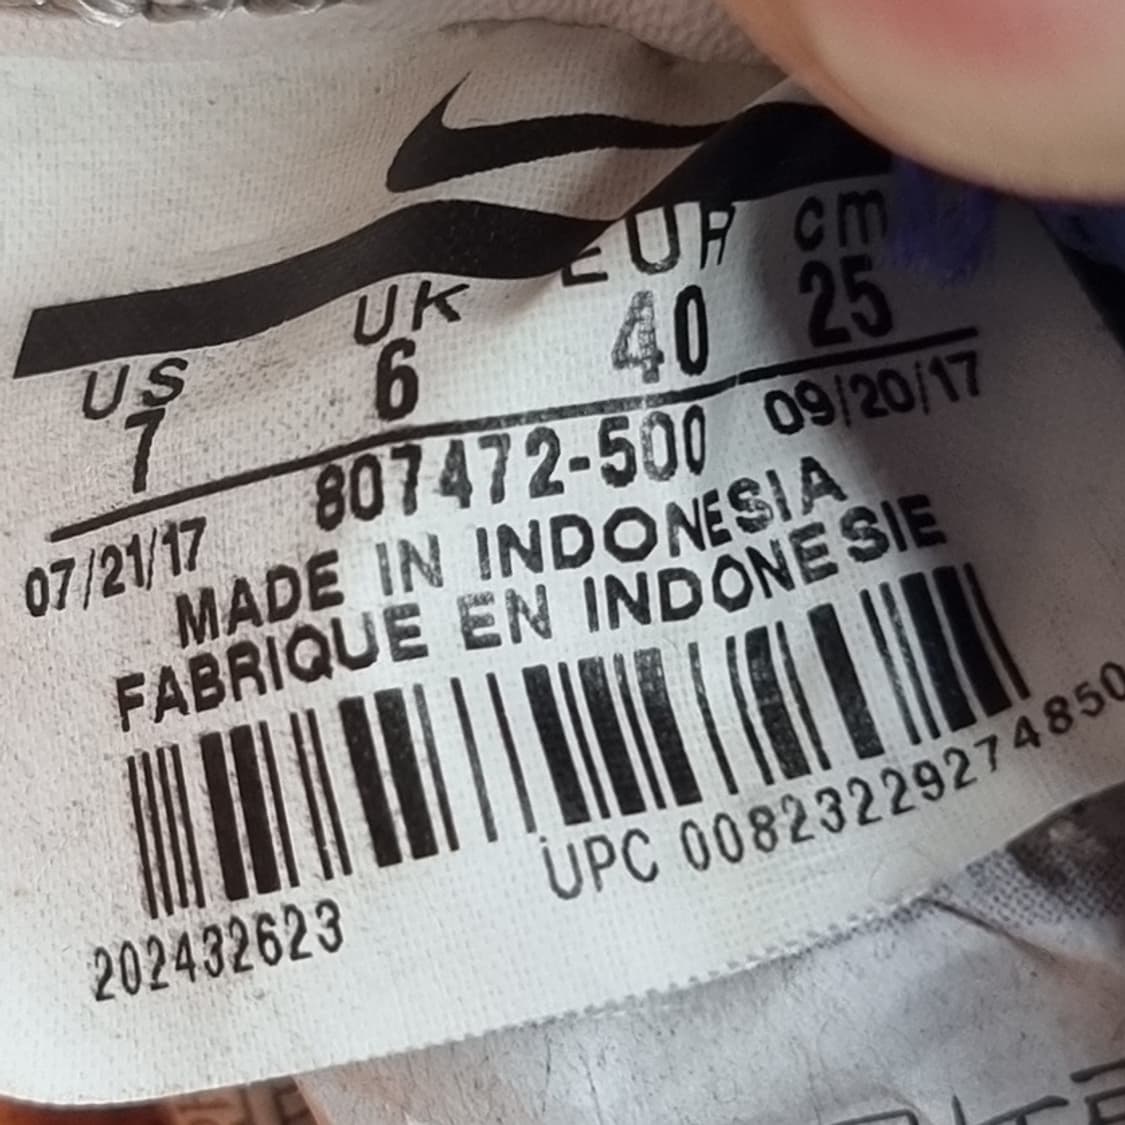 US UK EUR cm
7 6 40 25
07/21/17 807472-500 09/20/17
MADE IN INDONESIA
FABRIQUE EN INDONESIE
UPC 00823229274850
202432623